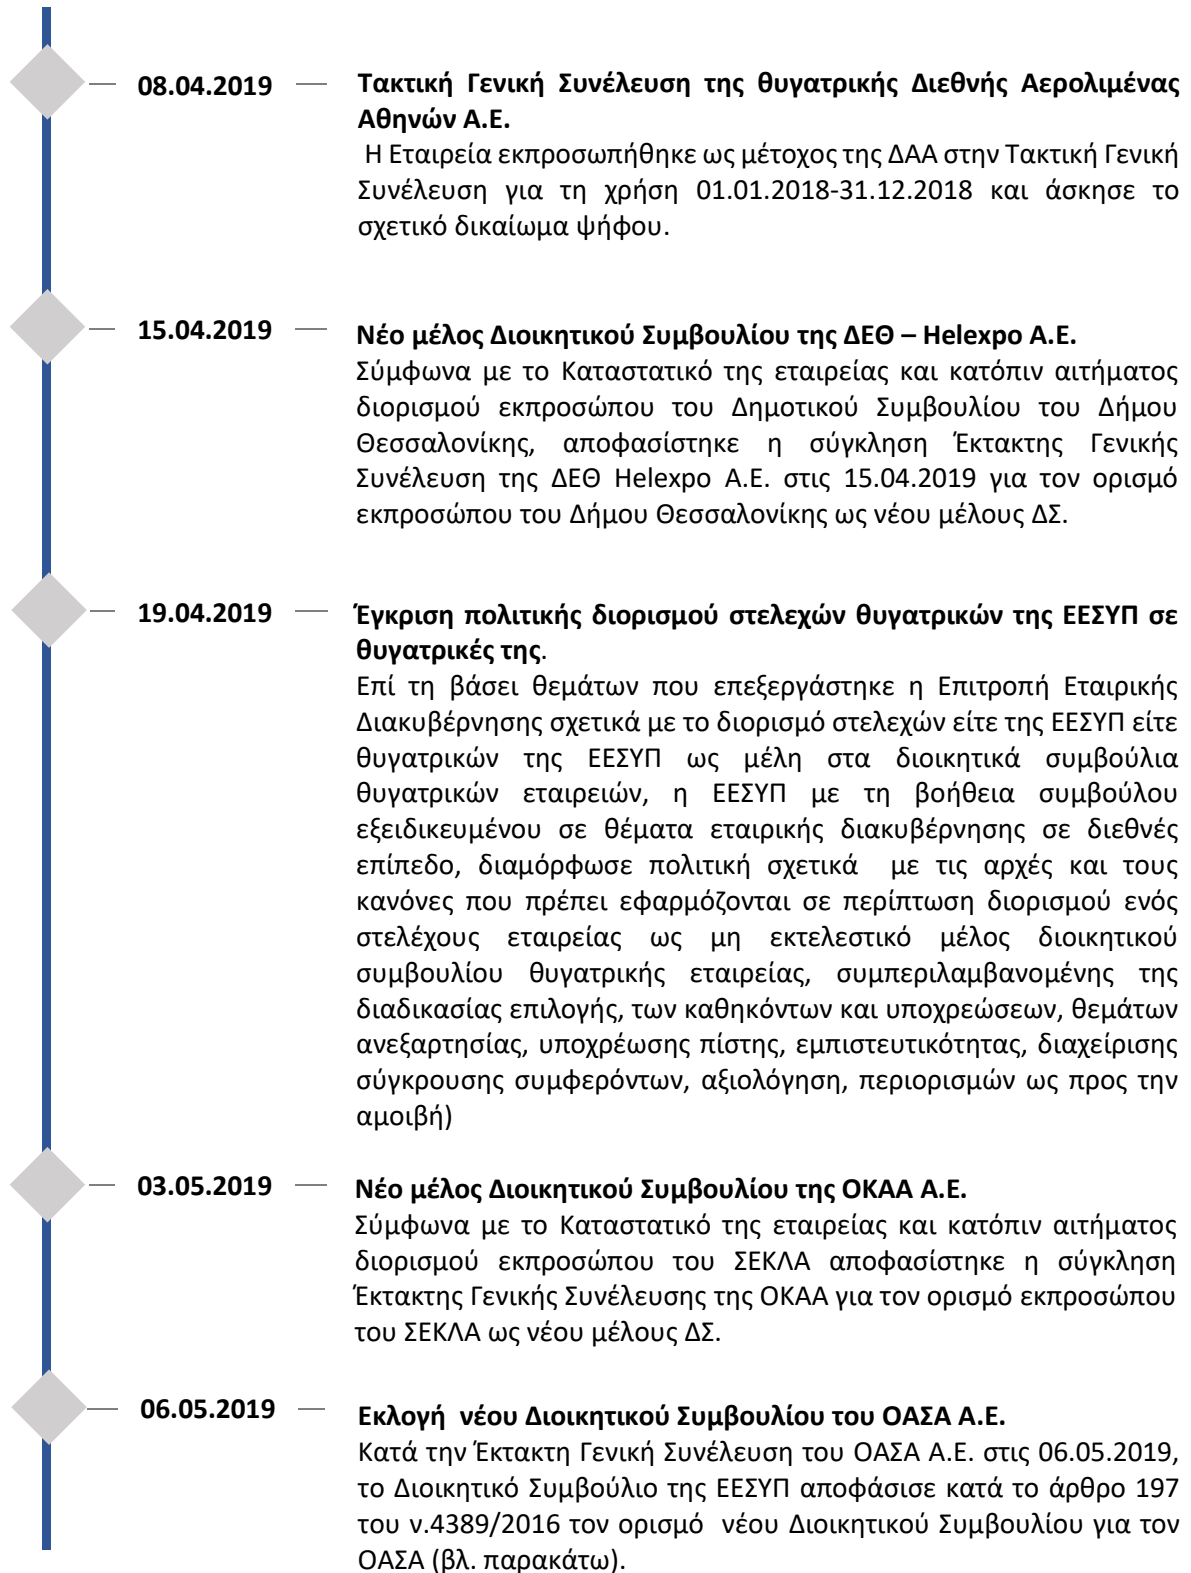 08.04.2019
Τακτική Γενική Συνέλευση της θυγατρικής Διεθνής Αερολιμένας
Αθηνών Α.Ε.
Η Εταιρεία εκπροσωπήθηκε ως μέτοχος της ΔΑΑ στην Τακτική Γενική
Συνέλευση για τη χρήση 01.01.2018-31.12.2018 και άσκησε το
σχετικό δικαίωμα ψήφου.
15.04.2019
Νέο μέλος Διοικητικού Συμβουλίου της ΔΕΘ – Helexpo Α.Ε.
Σύμφωνα με το Καταστατικό της εταιρείας και κατόπιν αιτήματος
διορισμού εκπροσώπου του Δημοτικού Συμβουλίου του Δήμου
Θεσσαλονίκης, αποφασίστηκε η σύγκληση Έκτακτης Γενικής
Συνέλευση της ΔΕΘ Helexpo Α.Ε. στις 15.04.2019 για τον ορισμό
εκπροσώπου του Δήμου Θεσσαλονίκης ως νέου μέλους ΔΣ.
19.04.2019
Έγκριση πολιτικής διορισμού στελεχών θυγατρικών της ΕΕΣΥΠ σε
θυγατρικές της.
Επί τη βάσει θεμάτων που επεξεργάστηκε η Επιτροπή Εταιρικής
Διακυβέρνησης σχετικά με το διορισμό στελεχών είτε της ΕΕΣΥΠ είτε
θυγατρικών της ΕΕΣΥΠ ως μέλη στα διοικητικά συμβούλια
θυγατρικών εταιρειών, η ΕΕΣΥΠ με τη βοήθεια συμβούλου
εξειδικευμένου σε θέματα εταιρικής διακυβέρνησης σε διεθνές
επίπεδο, διαμόρφωσε πολιτική σχετικά με τις αρχές και τους
κανόνες που πρέπει εφαρμόζονται σε περίπτωση διορισμού ενός
στελέχους εταιρείας ως μη εκτελεστικό μέλος διοικητικού
συμβουλίου θυγατρικής εταιρείας, συμπεριλαμβανομένης της
διαδικασίας επιλογής, των καθηκόντων και υποχρεώσεων, θεμάτων
ανεξαρτησίας, υποχρέωσης πίστης, εμπιστευτικότητας, διαχείρισης
σύγκρουσης συμφερόντων, αξιολόγηση, περιορισμών ως προς την
αμοιβή)
03.05.2019
Νέο μέλος Διοικητικού Συμβουλίου της ΟΚΑΑ Α.Ε.
Σύμφωνα με το Καταστατικό της εταιρείας και κατόπιν αιτήματος
διορισμού εκπροσώπου του ΣΕΚΛΑ αποφασίστηκε η σύγκληση
Έκτακτης Γενικής Συνέλευσης της ΟΚΑΑ για τον ορισμό εκπροσώπου
του ΣΕΚΛΑ ως νέου μέλους ΔΣ.
06.05.2019
Εκλογή νέου Διοικητικού Συμβουλίου του ΟΑΣΑ Α.Ε.
Κατά την Έκτακτη Γενική Συνέλευση του ΟΑΣΑ Α.Ε. στις 06.05.2019,
το Διοικητικό Συμβούλιο της ΕΕΣΥΠ αποφάσισε κατά το άρθρο 197
του ν.4389/2016 τον ορισμό νέου Διοικητικού Συμβουλίου για τον
ΟΑΣΑ (βλ. παρακάτω).